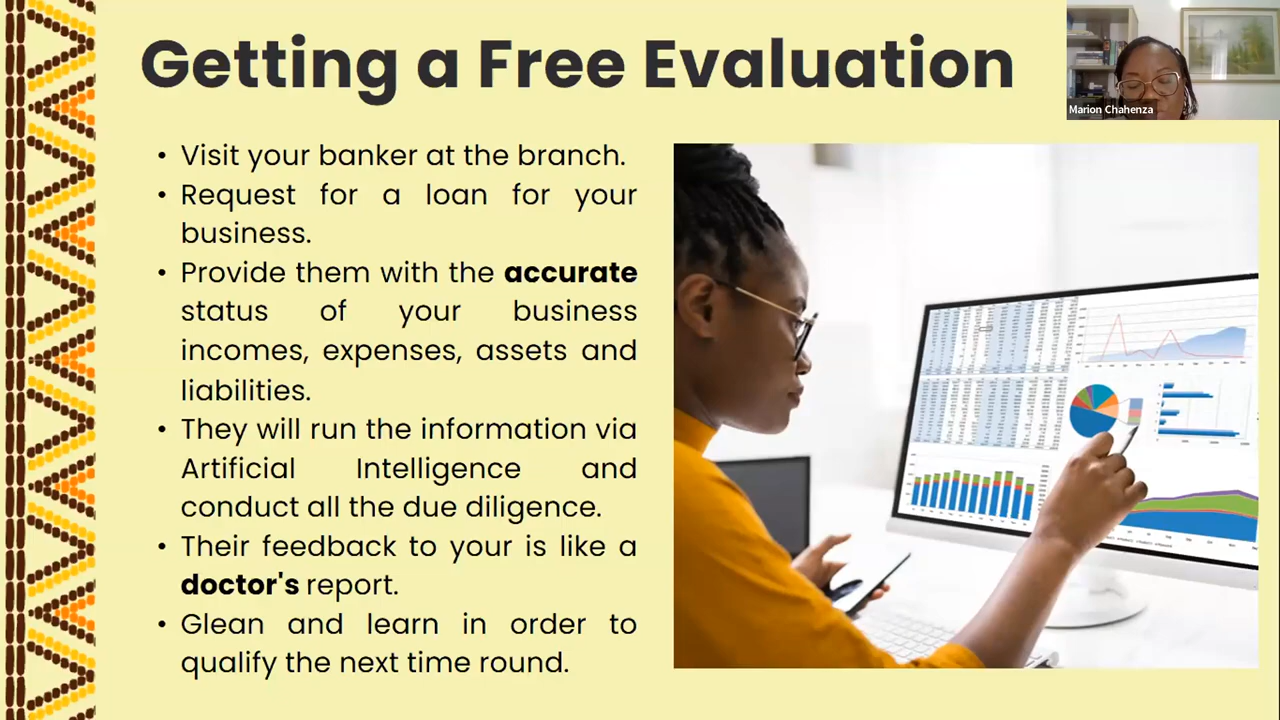 Getting a Free Evaluation
Marion Chahenza
• Visit your banker at the branch.
• Request for a loan for your
business.
• Provide them with the accurate
status of your business
incomes, expenses, assets and
liabilities.
• They will run the information via
Artificial Intelligence and
conduct all the due diligence.
• Their feedback to your is like a
doctor's report.
• Glean and learn in order to
qualify the next time round.